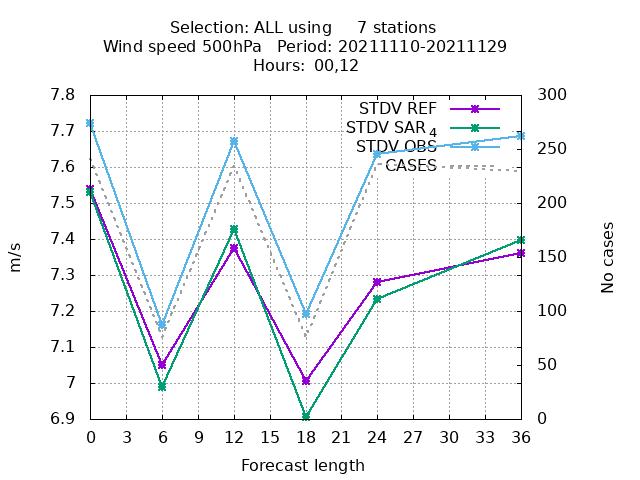 Selection: ALL using 7 stations
Wind speed 500hPa Period: 20211110-20211129
Hours: 00,12
7.8
7.7
7.6
7.5
7.4
7.3
7.2
7.1
7
6.9
m/s
STDV REF
STDV SAR4
STDV OBS
CASES
300
250
200
150
100
50
0
No cases
0 3 6 9 12 15 18 21 24 27 30 33 36
Forecast length